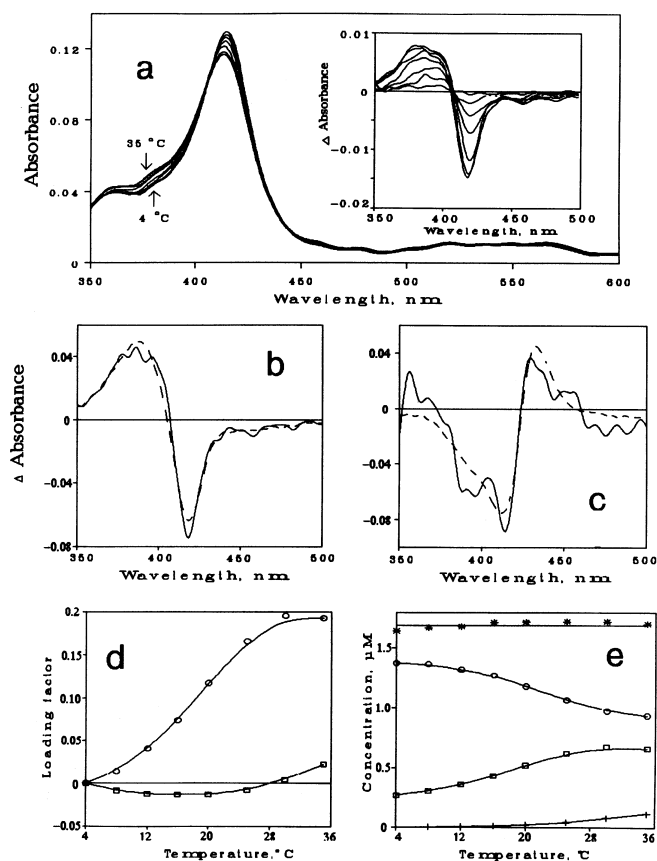 a
0.12
0.08
0.04
0
Absorbance
35 °C
4 °C
350 400 450 500 550 600
Wavelength, nm
0.01
0
-0.01
-0.02
Δ Absorbance
350 400 450 500
Wavelength, nm
b
0.04
0
-0.04
-0.08
Δ Absorbance
350 400 450 500
Wavelength, nm
c
0.04
0
-0.04
-0.08
350 400 450 500
Wavelength, nm
d
0.2
0.15
0.1
0.05
0
-0.05
Loading factor
4 12 20 28 36
Temperature, °C
e
1.5
1
0.5
0
Concentration, μM
4 12 20 28 36
Temperature, °C